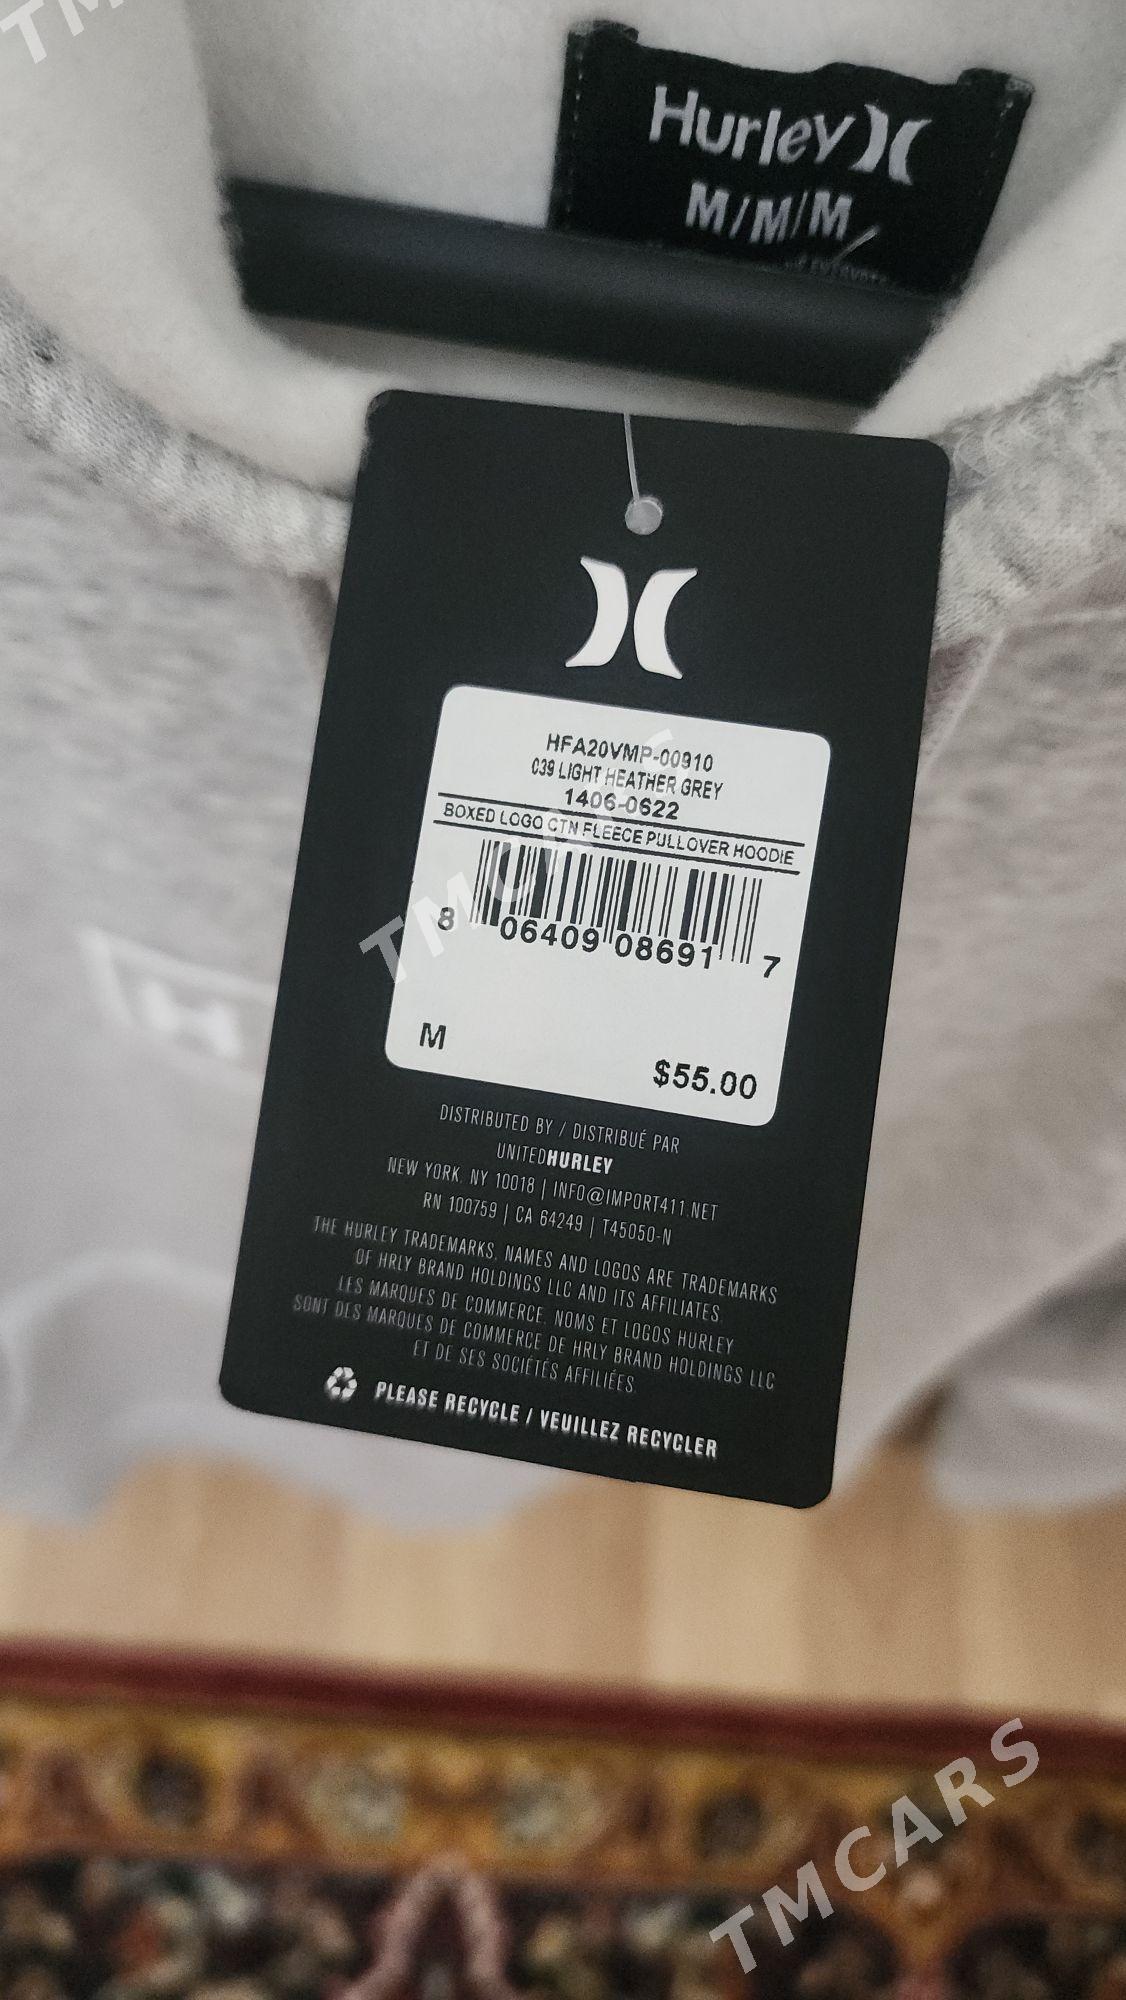 TM
Hurley
M/M/M
HFA20VMP-00910
039 LIGHT HEATHER GREY
1406-0622
BOXED LOGO CTN FLEECE PULLOVER HOODIE
8 06409 08691 7
M
$55.00
DISTRIBUTED BY / DISTRIBUÉ PAR
UNITEDHURLEY
NEW YORK, NY 10018 | INFO@IMPORT411.NET
RN 100759 | CA 64249 | T45050-N
THE HURLEY TRADEMARKS, NAMES AND LOGOS ARE TRADEMARKS
OF HRLY BRAND HOLDINGS LLC AND ITS AFFILIATES.
LES MARQUES DE COMMERCE, NOMS ET LOGOS HURLEY
SONT DES MARQUES DE COMMERCE DE HRLY BRAND HOLDINGS LLC
ET DE SES SOCIÉTÉS AFFILIÉES.
PLEASE RECYCLE / VEUILLEZ RECYCLER
TMCARS
TMCARS